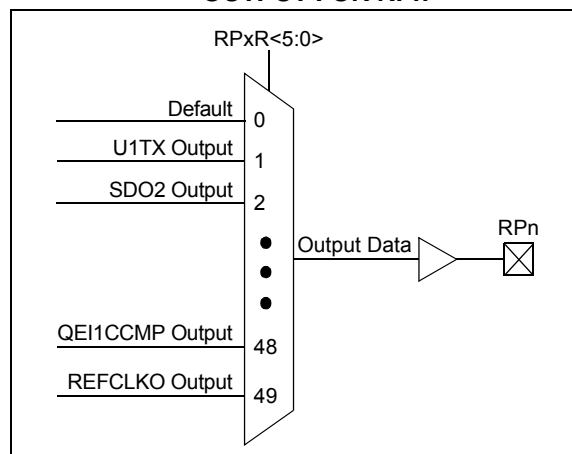 RPxR<5:0>
Default
0
U1TX Output
1
SDO2 Output
2
Output Data
RPn
QEI1CCMP Output
48
REFCLKO Output
49